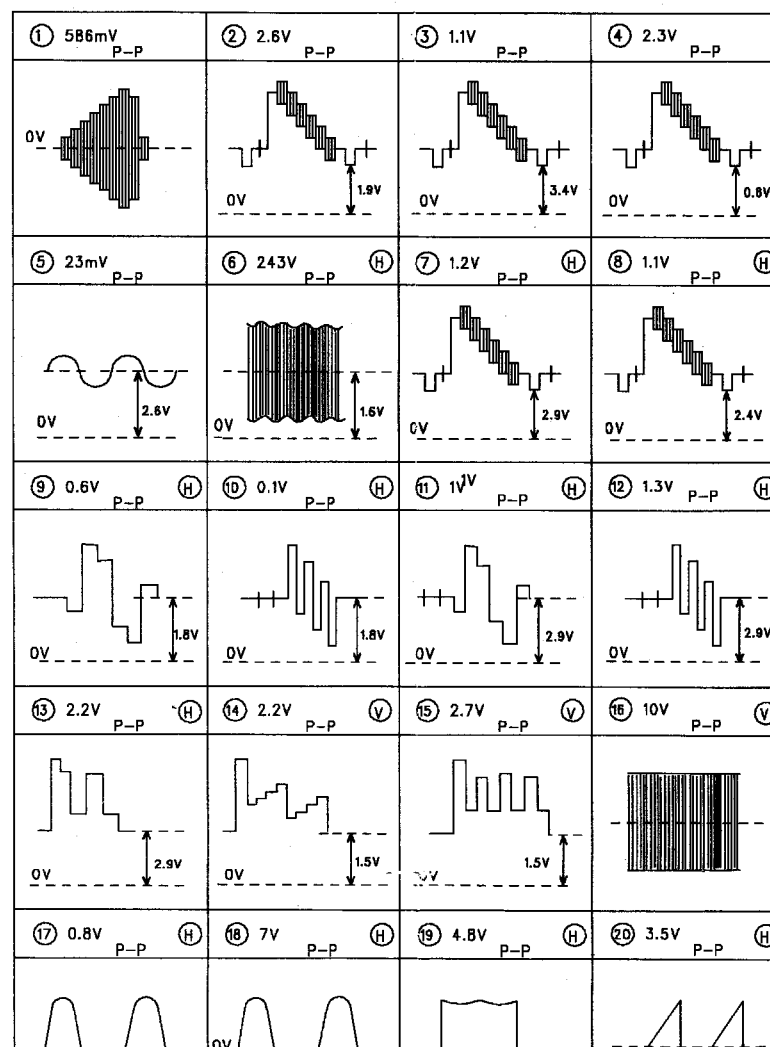 ① 586mV P-P ② 2.6V P-P ③ 1.1V P-P ④ 2.3V P-P
0V
1.9V 3.4V 0.8V
0V 0V 0V
⑤ 23mV P-P ⑥ 243V P-P Ⓗ ⑦ 1.2V P-P Ⓗ ⑧ 1.1V P-P Ⓗ
2.6V 1.6V 2.9V 2.4V
0V 0V 0V 0V
⑨ 0.6V P-P Ⓗ ⑩ 0.1V P-P Ⓗ ⑪ 1V 1V P-P Ⓗ ⑫ 1.3V P-P Ⓗ
1.8V 1.8V 2.9V 2.9V
0V 0V 0V 0V
⑬ 2.2V P-P Ⓗ ⑭ 2.2V P-P Ⓥ ⑮ 2.7V P-P Ⓥ ⑯ 10V P-P Ⓥ
2.9V 1.5V 1.5V
0V 0V 0V
⑰ 0.8V P-P Ⓗ ⑱ 7V P-P Ⓗ ⑲ 4.8V P-P Ⓗ ⑳ 3.5V P-P Ⓗ
0V